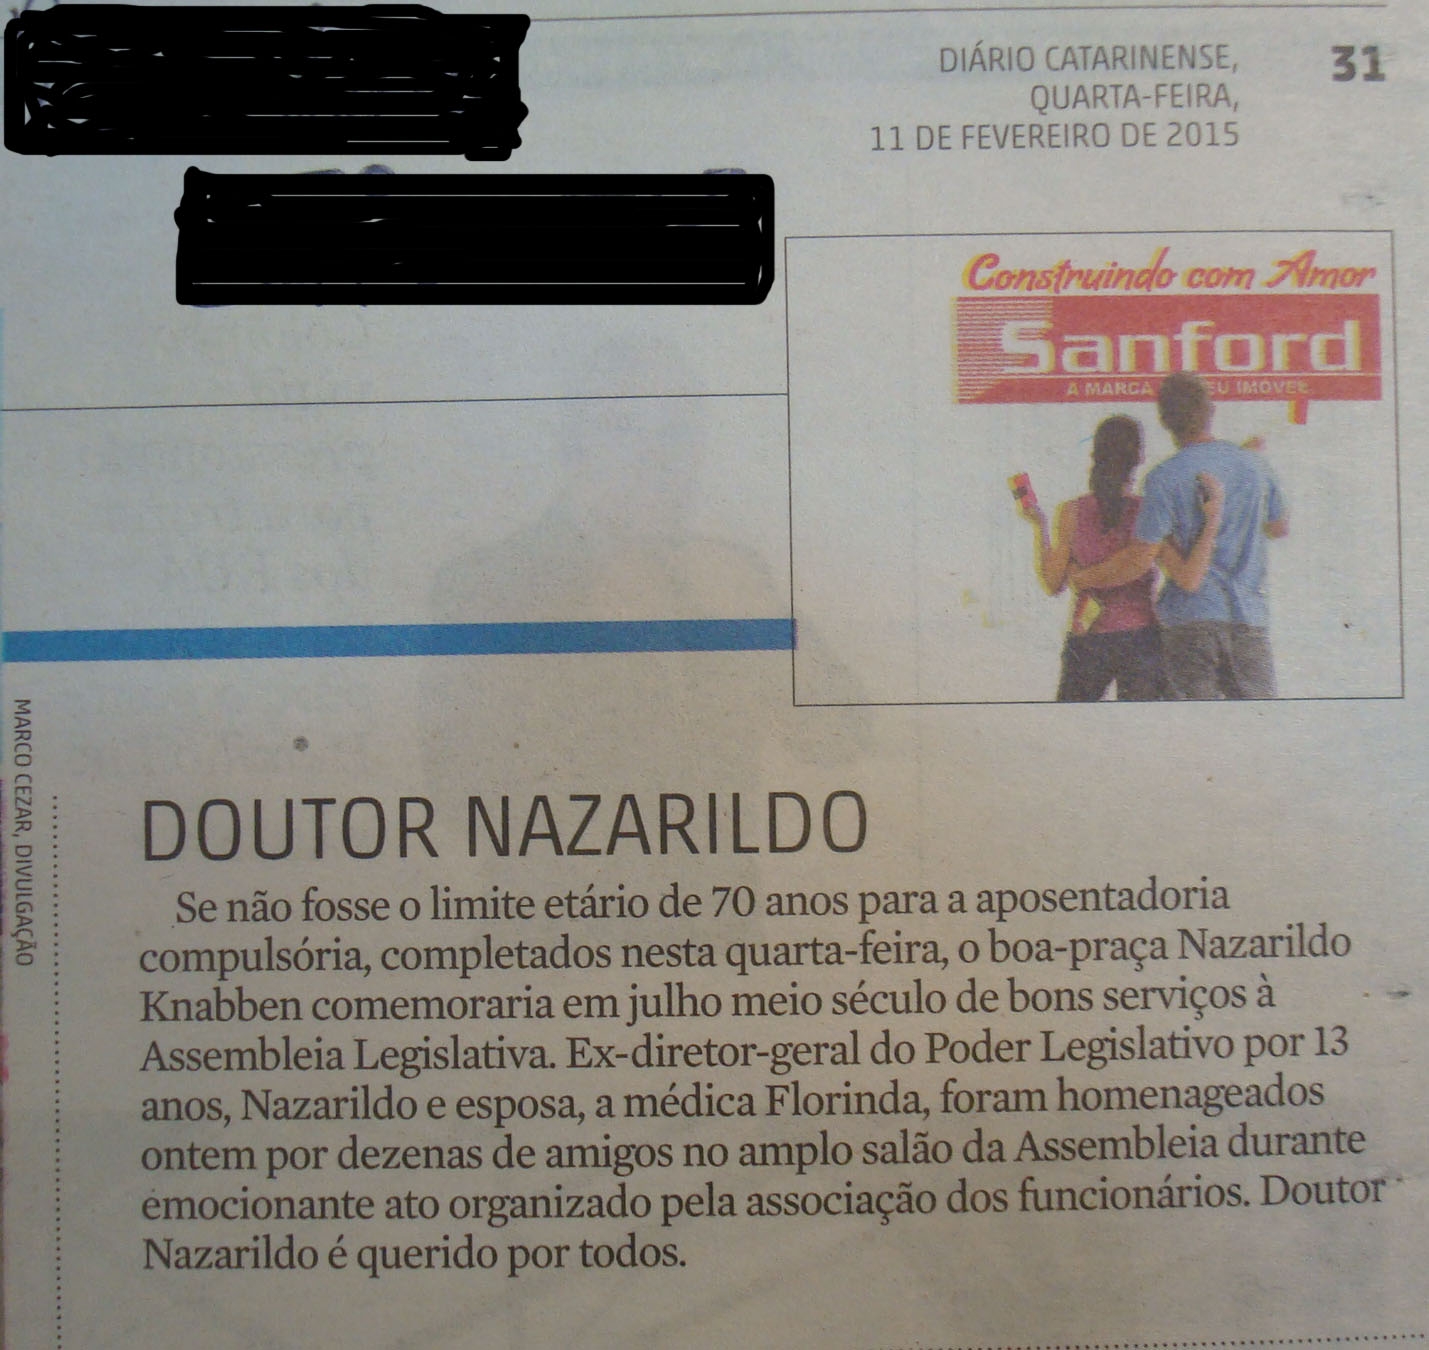 DIÁRIO CATARINENSE,
QUARTA-FEIRA,
11 DE FEVEREIRO DE 2015
31
Construindo com Amor
Sanford
A MARCA EU IMÓVEL
MARCO CEZAR, DIVULGAÇÃO
DOUTOR NAZARILDO
Se não fosse o limite etário de 70 anos para a aposentadoria
compulsória, completados nesta quarta-feira, o boa-praça Nazarildo
Knabben comemoraria em julho meio século de bons serviços à
Assembleia Legislativa. Ex-diretor-geral do Poder Legislativo por 13
anos, Nazarildo e esposa, a médica Florinda, foram homenageados
ontem por dezenas de amigos no amplo salão da Assembleia durante
emocionante ato organizado pela associação dos funcionários. Doutor
Nazarildo é querido por todos.